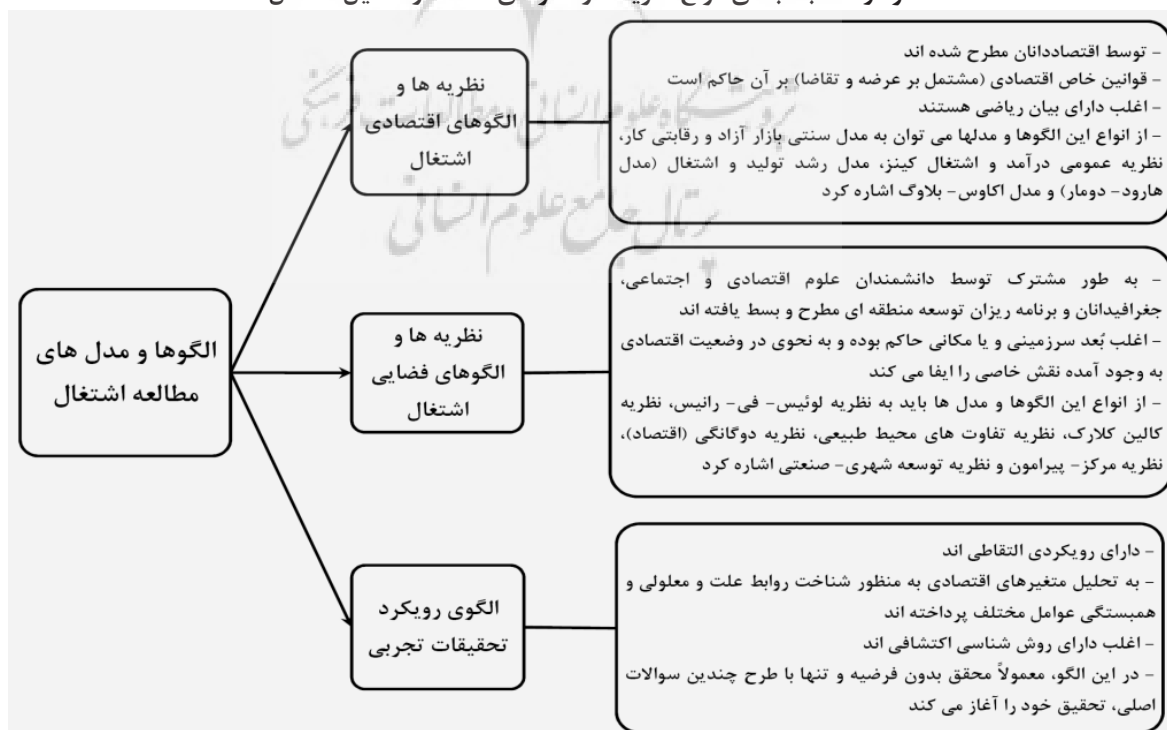 نظریه ها و
الگوهای اقتصادی
اشتغال
- توسط اقتصاددانان مطرح شده اند
- قوانین خاص اقتصادی (مشتمل بر عرضه و تقاضا) بر آن حاکم است
- اغلب دارای بیان ریاضی هستند
- از انواع این الگوها و مدلها می توان به مدل سنتی بازار آزاد و رقابتی کار،
نظریه عمومی درآمد و اشتغال کینز، مدل رشد تولید و اشتغال (مدل
هارود- دومار) و مدل اکاوس- بلاوگ اشاره کرد
پژوهشگاه علوم انسانی و مطالعات فرهنگی
پرتال جامع علوم انسانی
الگوها و مدل های
مطالعه اشتغال
نظریه ها و
الگوهای فضایی
اشتغال
- به طور مشترک توسط دانشمندان علوم اقتصادی و اجتماعی،
جغرافیدانان و برنامه ریزان توسعه منطقه ای مطرح و بسط یافته اند
- اغلب بُعد سرزمینی و یا مکانی حاکم بوده و به نحوی در وضعیت اقتصادی
به وجود آمده نقش خاصی را ایفا می کند
- از انواع این الگوها و مدل ها باید به نظریه لوئیس- فی- رانیس، نظریه
کالین کلارک، نظریه تفاوت های محیط طبیعی، نظریه دوگانگی (اقتصاد)،
نظریه مرکز- پیرامون و نظریه توسعه شهری- صنعتی اشاره کرد
الگوی رویکرد
تحقیقات تجربی
- دارای رویکردی التقاطی اند
- به تحلیل متغیرهای اقتصادی به منظور شناخت روابط علت و معلولی و
همبستگی عوامل مختلف پرداخته اند
- اغلب دارای روش شناسی اکتشافی اند
- در این الگو، معمولاً محقق بدون فرضیه و تنها با طرح چندین سوالات
اصلی، تحقیق خود را آغاز می کند